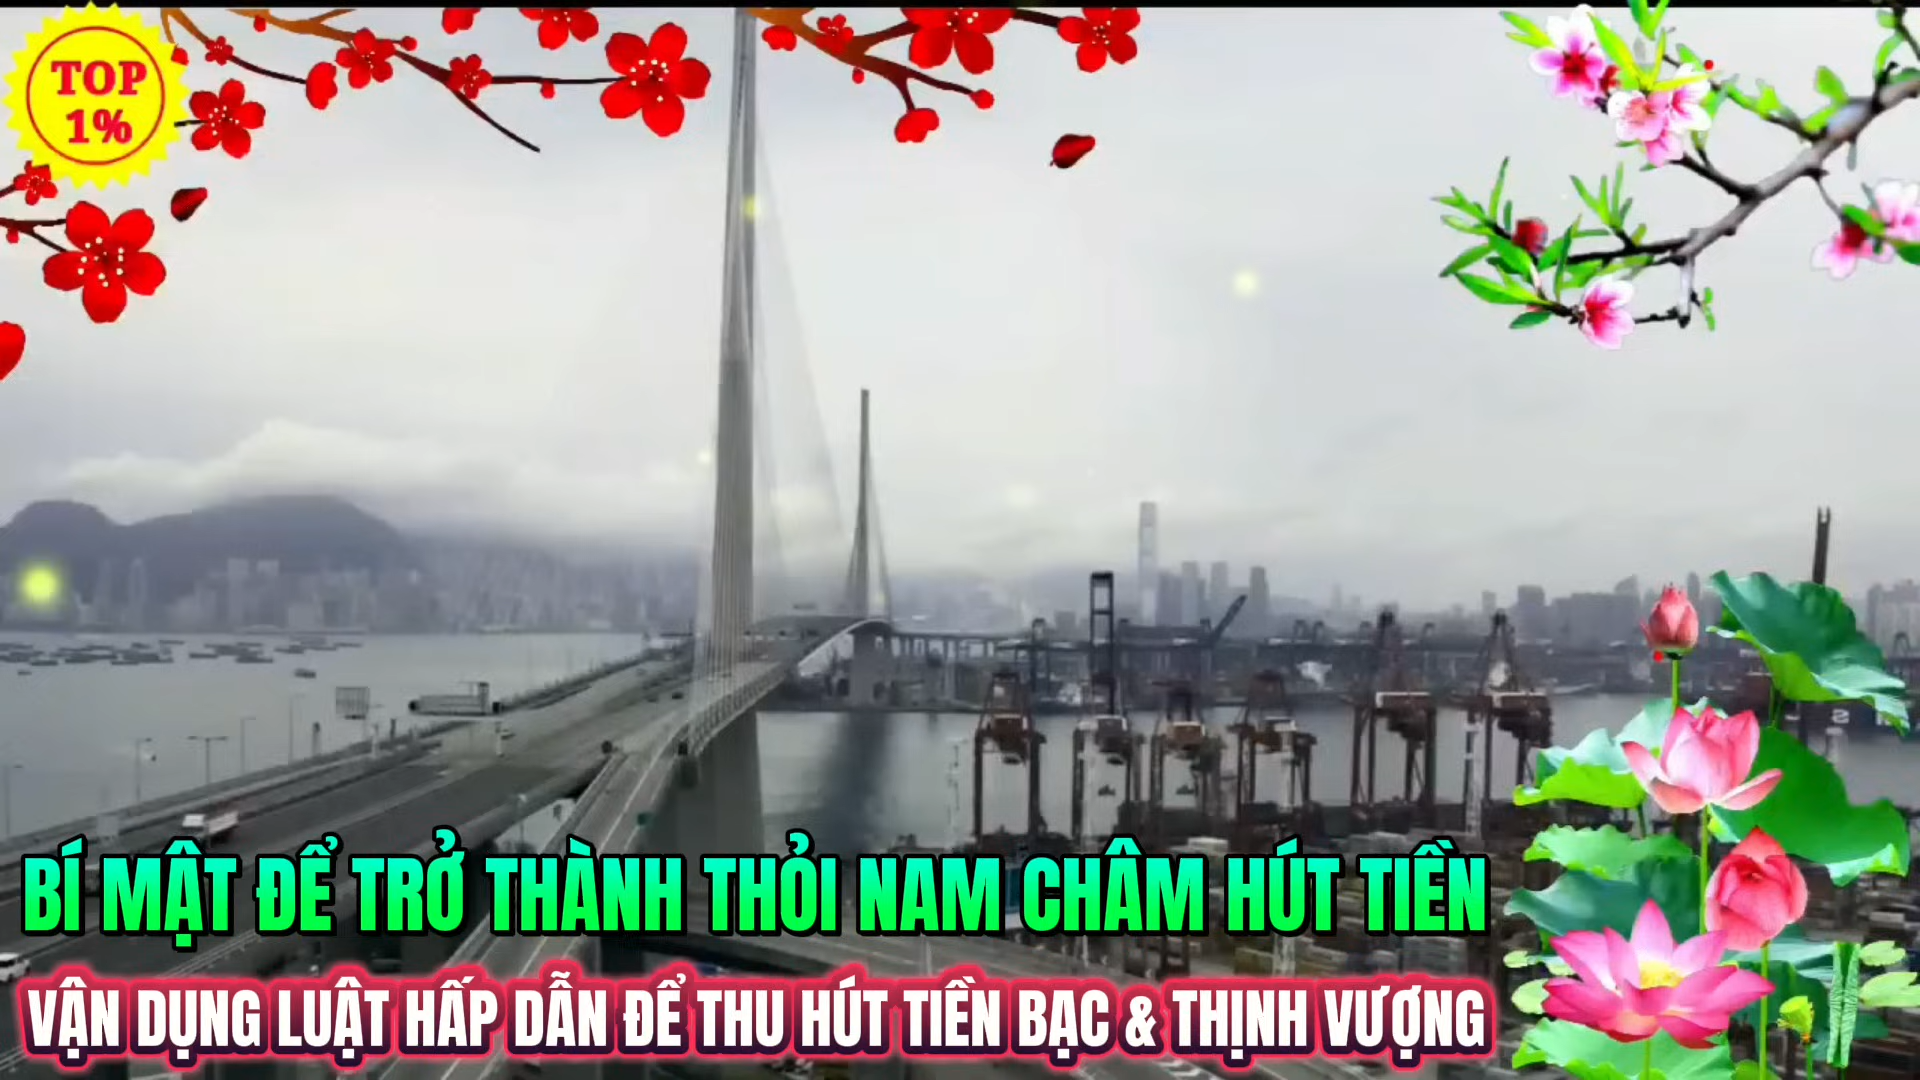 TOP
1%
BÍ MẬT ĐỂ TRỞ THÀNH THỎI NAM CHÂM HÚT TIỀN
VẬN DỤNG LUẬT HẤP DẪN ĐỂ THU HÚT TIỀN BẠC & THỊNH VƯỢNG